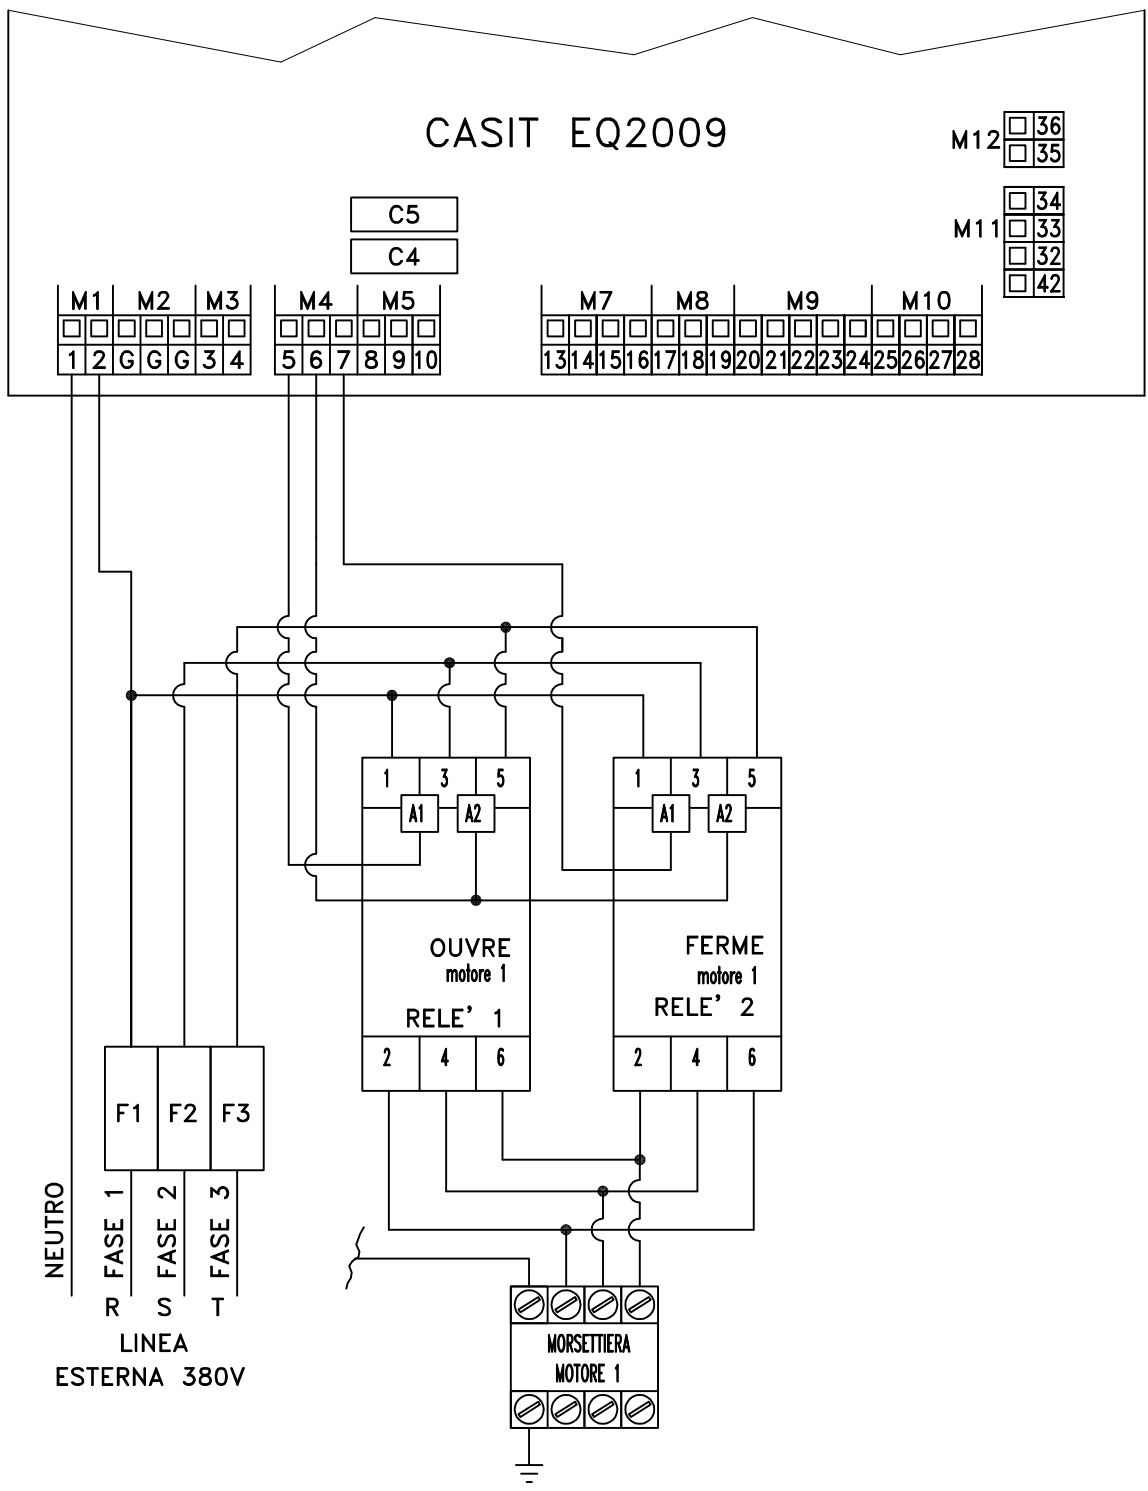 CASIT EQ2009
M12
36
35
M11
34
33
32
42
C5
C4
M1 M2 M3 M4 M5 M7 M8 M9 M10
1 2 G G G 3 4 5 6 7 8 9 10 13 14 15 16 17 18 19 20 21 22 23 24 25 26 27 28
1 3 5 1 3 5
A1 A2 A1 A2
OUVRE
motore 1
RELE' 1
FERME
motore 1
RELE' 2
2 4 6 2 4 6
F1 F2 F3
NEUTRO
FASE 1
FASE 2
FASE 3
R S T
LINEA
ESTERNA 380V
MORSETTIERA
MOTORE 1